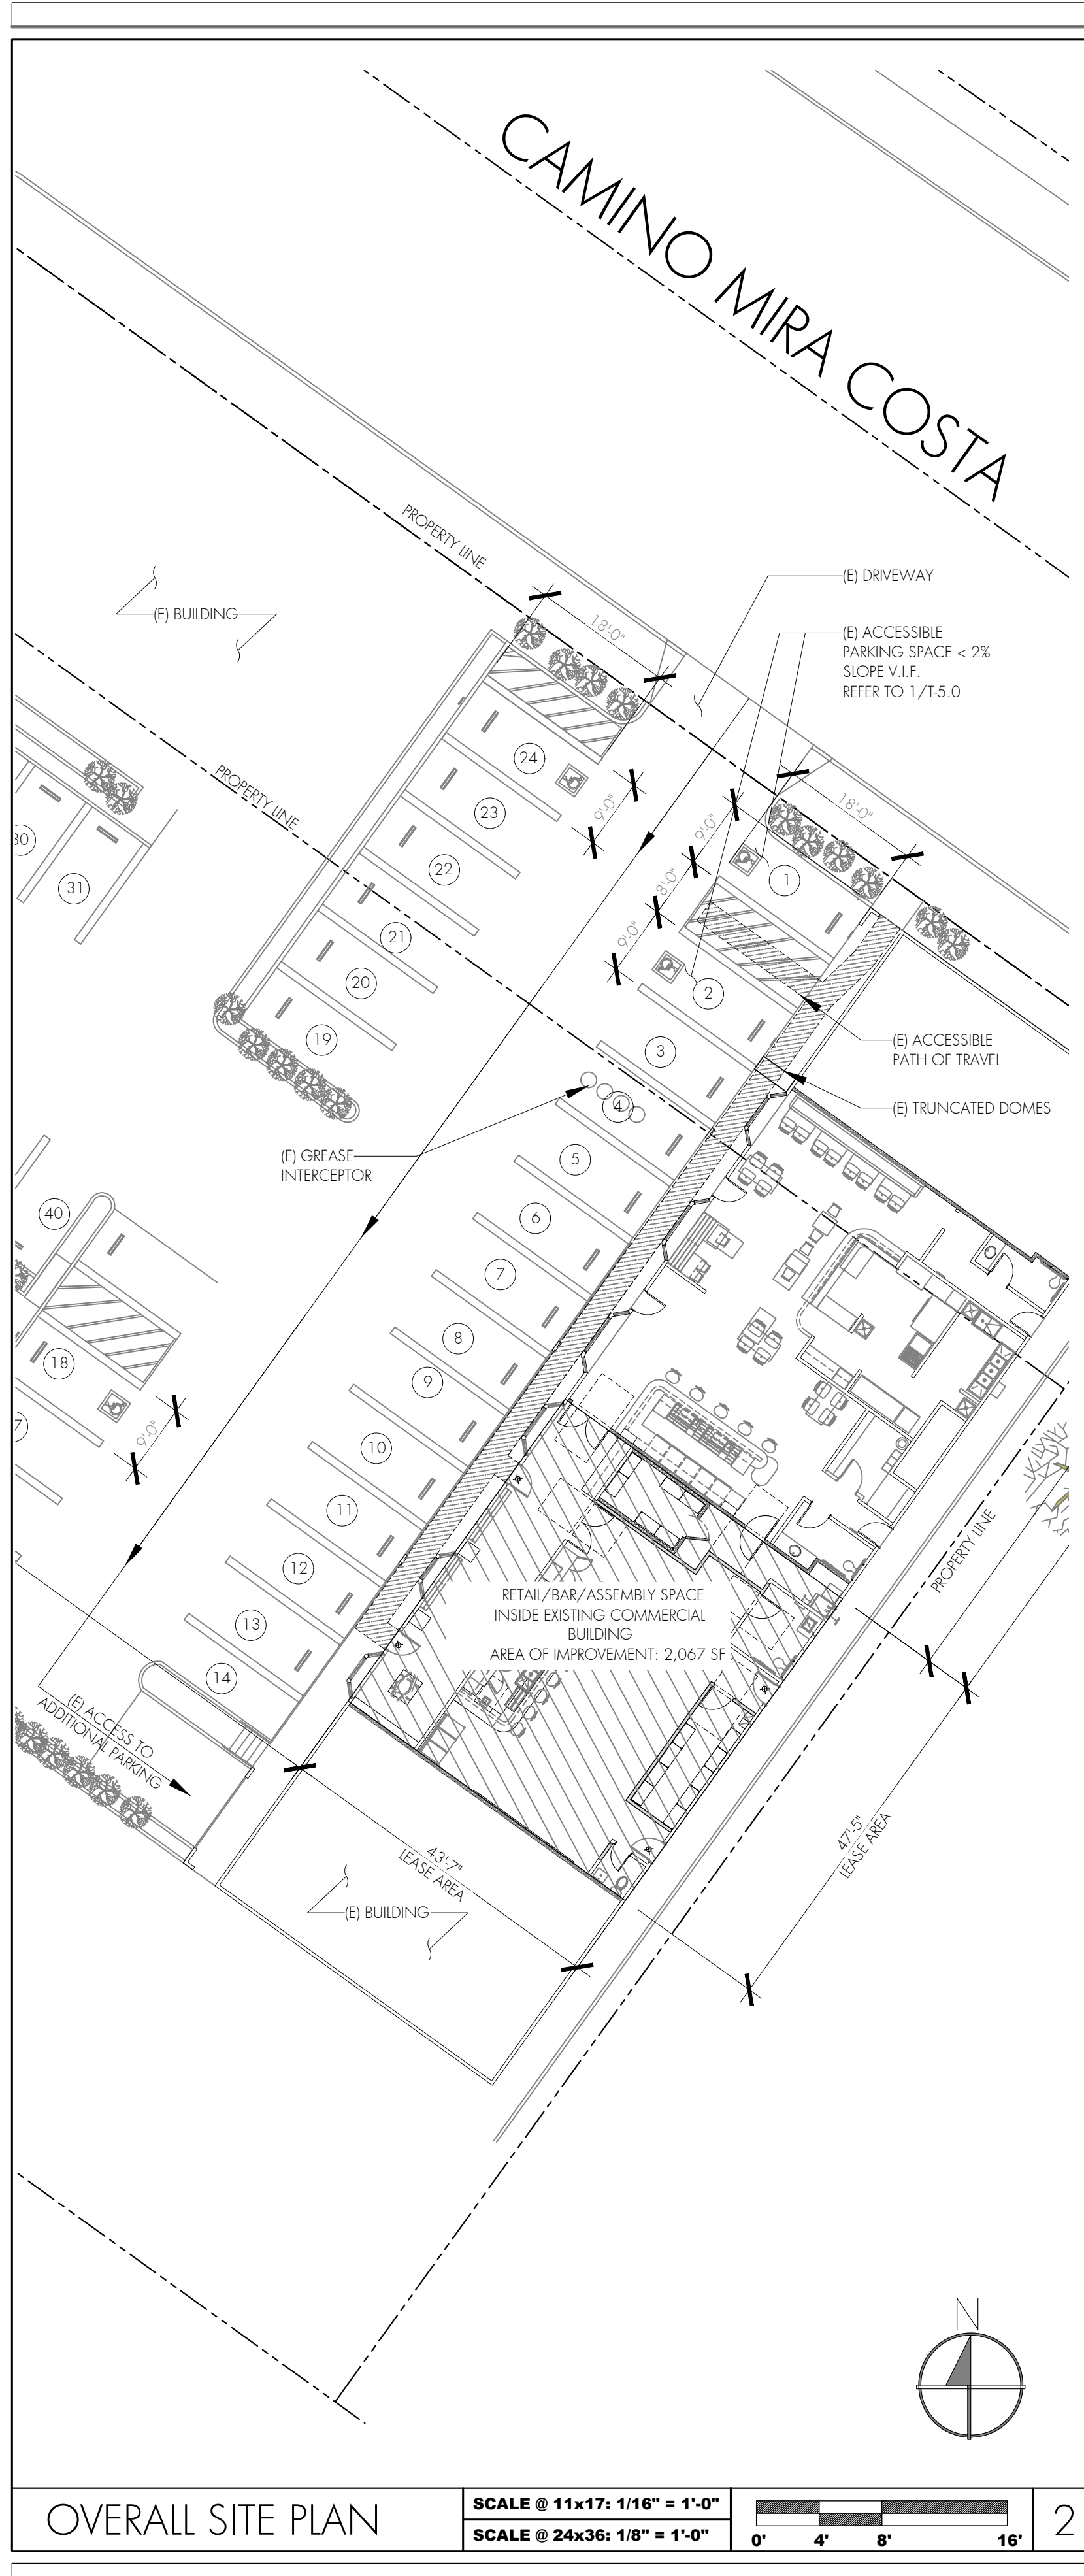 CAMINO MIRA COSTA
PROPERTY LINE
(E) DRIVEWAY
(E) BUILDING
18'-0"
(E) ACCESSIBLE
PARKING SPACE < 2%
SLOPE V.I.F.
REFER TO 1/T-5.0
24
PROPERTY LINE
23
9'-0"
18'-0"
9'-0"
30
22
8'-0"
1
31
21
9'-0"
20
2
19
3
(E) ACCESSIBLE
PATH OF TRAVEL
4
(E) TRUNCATED DOMES
(E) GREASE
INTERCEPTOR
5
40
6
7
8
18
9
9'-0"
7
10
11
12
PROPERTY LINE
RETAIL/BAR/ASSEMBLY SPACE
INSIDE EXISTING COMMERCIAL
BUILDING
AREA OF IMPROVEMENT: 2,067 SF
13
14
(E) ACCESS TO
ADDITIONAL PARKING
43'-7"
LEASE AREA
47'-5"
LEASE AREA
(E) BUILDING
N
OVERALL SITE PLAN
SCALE @ 11x17: 1/16" = 1'-0"
SCALE @ 24x36: 1/8" = 1'-0"
0' 4' 8' 16'
2